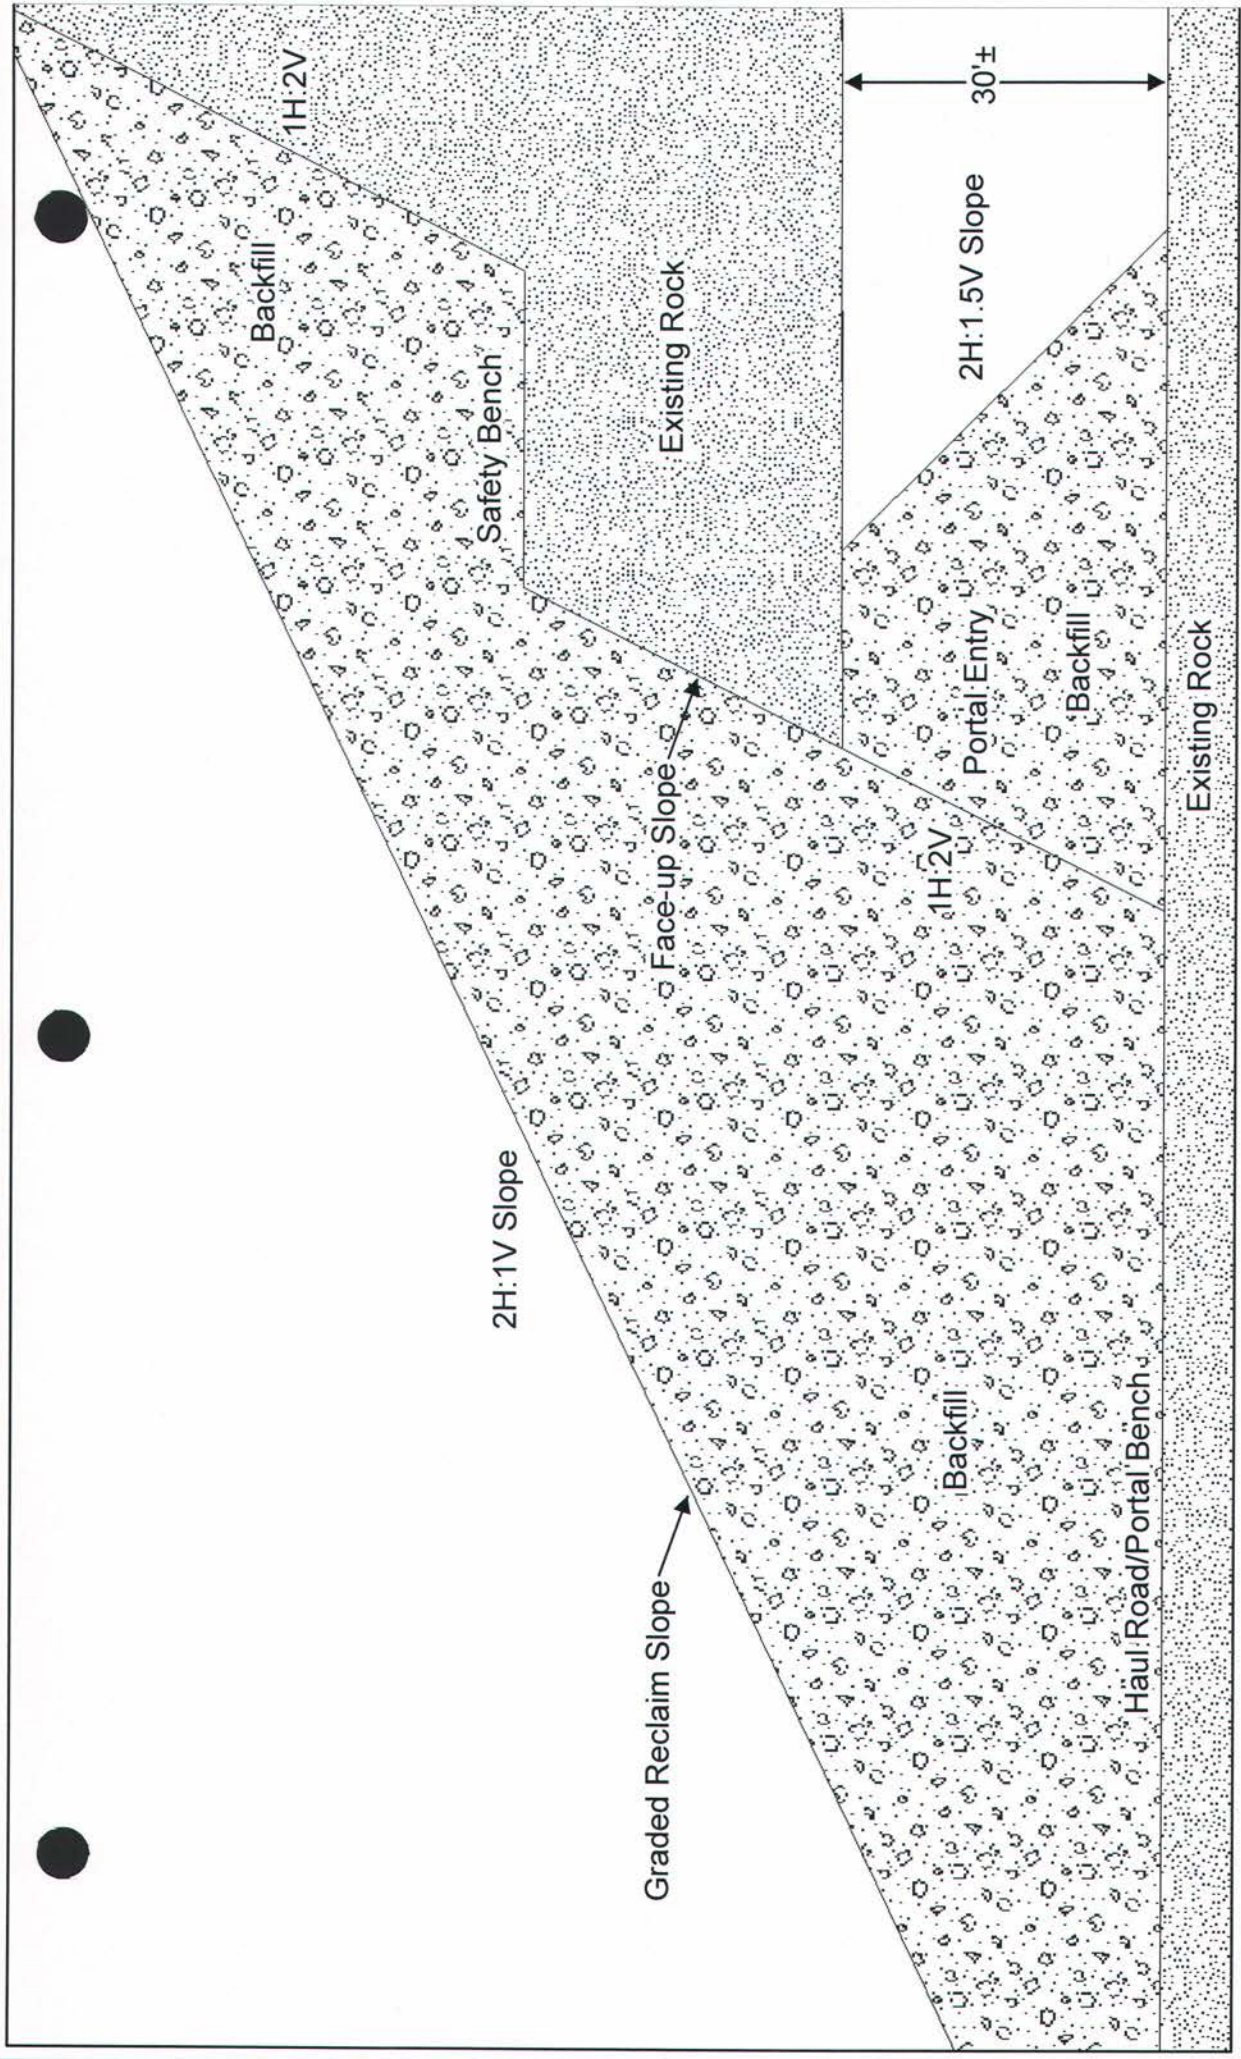 1H:2V
Backfill
Safety Bench
Existing Rock
30'±
2H:1.5V Slope
2H:1V Slope
Face-up Slope
Portal Entry
Backfill
1H:2V
Graded Reclaim Slope
Backfill
Haul Road/Portal Bench
Existing Rock